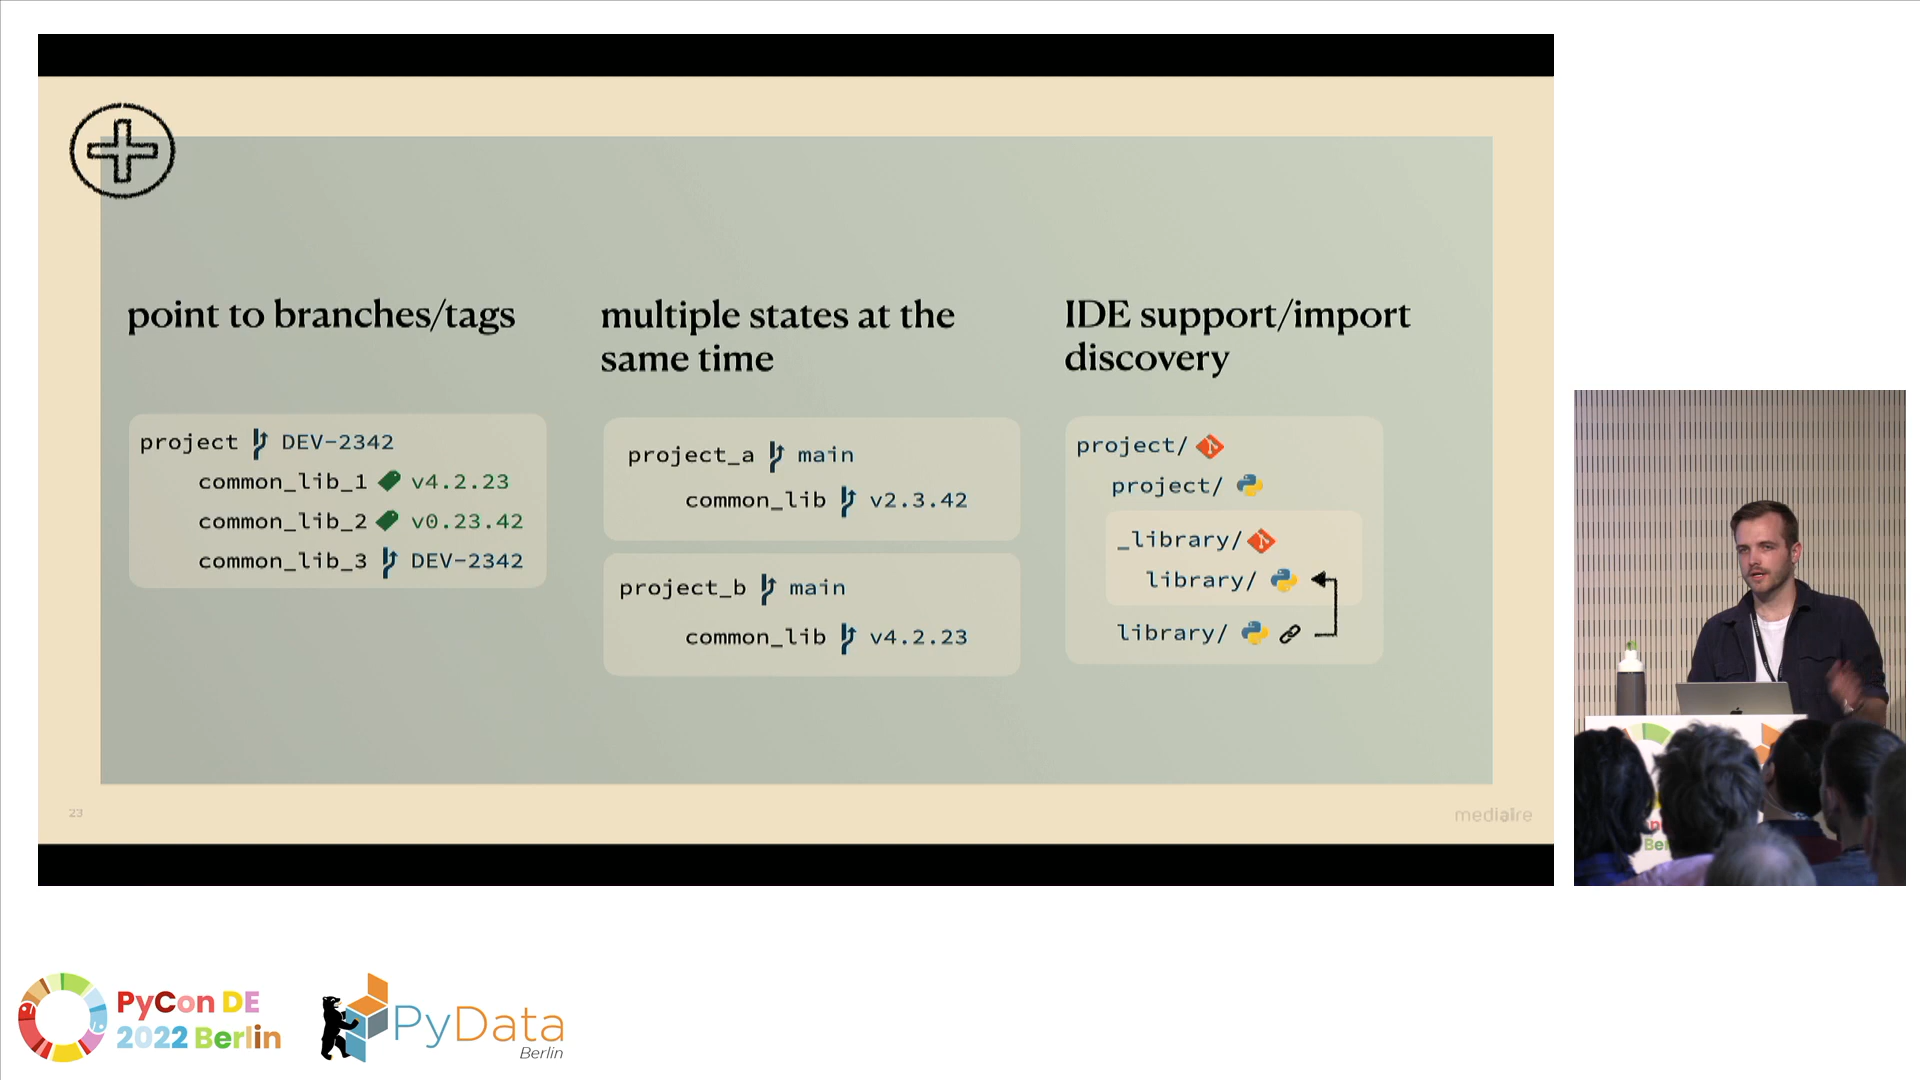 point to branches/tags
project DEV-2342
common_lib_1 v4.2.23
common_lib_2 v0.23.42
common_lib_3 DEV-2342
multiple states at the
same time
project_a main
common_lib v2.3.42
project_b main
common_lib v4.2.23
IDE support/import
discovery
project/
project/
_library/
library/
library/
23
mediaire
PyCon DE
2022 Berlin
PyData
Berlin